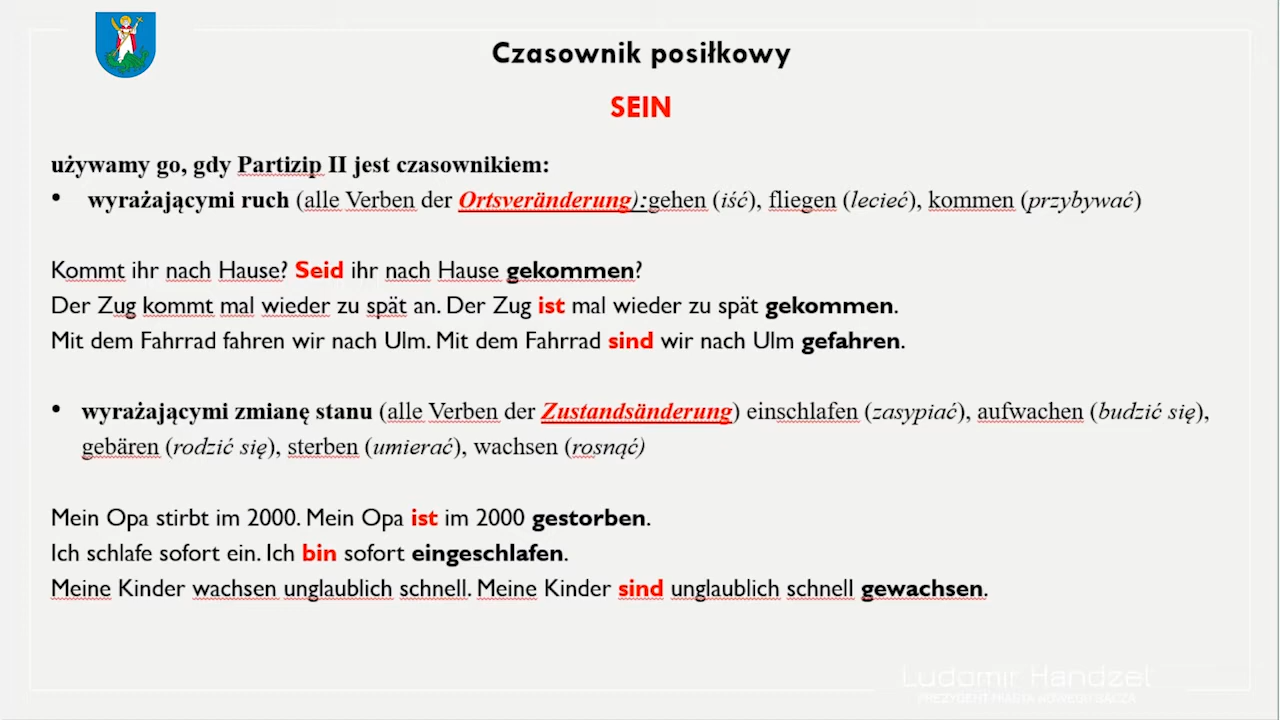 Czasownik posiłkowy
SEIN
używamy go, gdy Partizip II jest czasownikiem:
• wyrażającymi ruch (alle Verben der Ortsveränderung):gehen (iść), fliegen (lecieć), kommen (przybywać)
Kommt ihr nach Hause? Seid ihr nach Hause gekommen?
Der Zug kommt mal wieder zu spät an. Der Zug ist mal wieder zu spät gekommen.
Mit dem Fahrrad fahren wir nach Ulm. Mit dem Fahrrad sind wir nach Ulm gefahren.
• wyrażającymi zmianę stanu (alle Verben der Zustandsänderung) einschlafen (zasypiać), aufwachen (budzić się),
gebären (rodzić się), sterben (umierać), wachsen (rosnąć)
Mein Opa stirbt im 2000. Mein Opa ist im 2000 gestorben.
Ich schlafe sofort ein. Ich bin sofort eingeschlafen.
Meine Kinder wachsen unglaublich schnell. Meine Kinder sind unglaublich schnell gewachsen.
Ludomir Handzel
PREZYDENT MIASTA NOWEGO SĄCZA